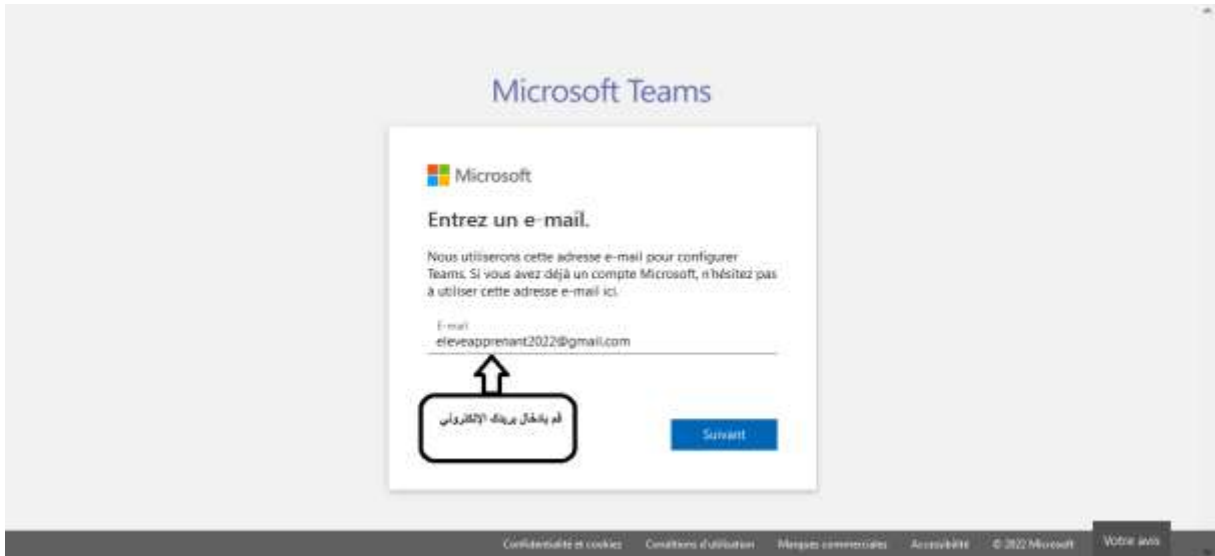 Microsoft Teams
Microsoft
Entrez un e-mail.
Nous utiliserons cette adresse e-mail pour configurer
Teams. Si vous avez déjà un compte Microsoft, n'hésitez pas
à utiliser cette adresse e-mail ici.
E-mail
eleveapprenant2022@gmail.com
قم بإدخال بريدك الإلكتروني
Suivant
Confidentialité et cookies Conditions d'utilisation Marques commerciales Accessibilité © 2022 Microsoft Votre avis